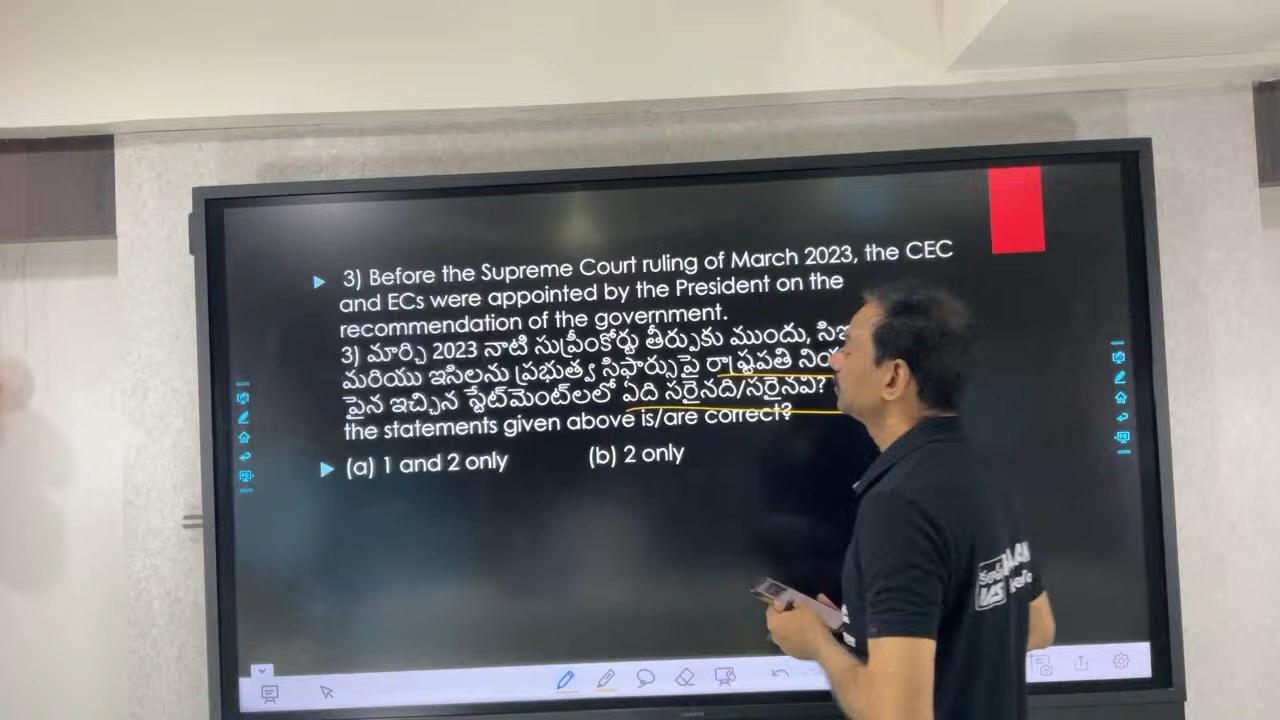 3) Before the Supreme Court ruling of March 2023, the CEC
and ECs were appointed by the President on the
recommendation of the government.
3) మార్చి 2023 నాటి సుప్రీంకోర్టు తీర్పుకు ముందు,
మరియు ఇసిలను ప్రభుత్వ సిఫార్సుపై రాష్ట్రపతి
పైన ఇచ్చిన స్టేట్‌మెంట్‌లలో ఏది సరైనది/సరైనవి?
the statements given above is/are correct?
(a) 1 and 2 only (b) 2 only